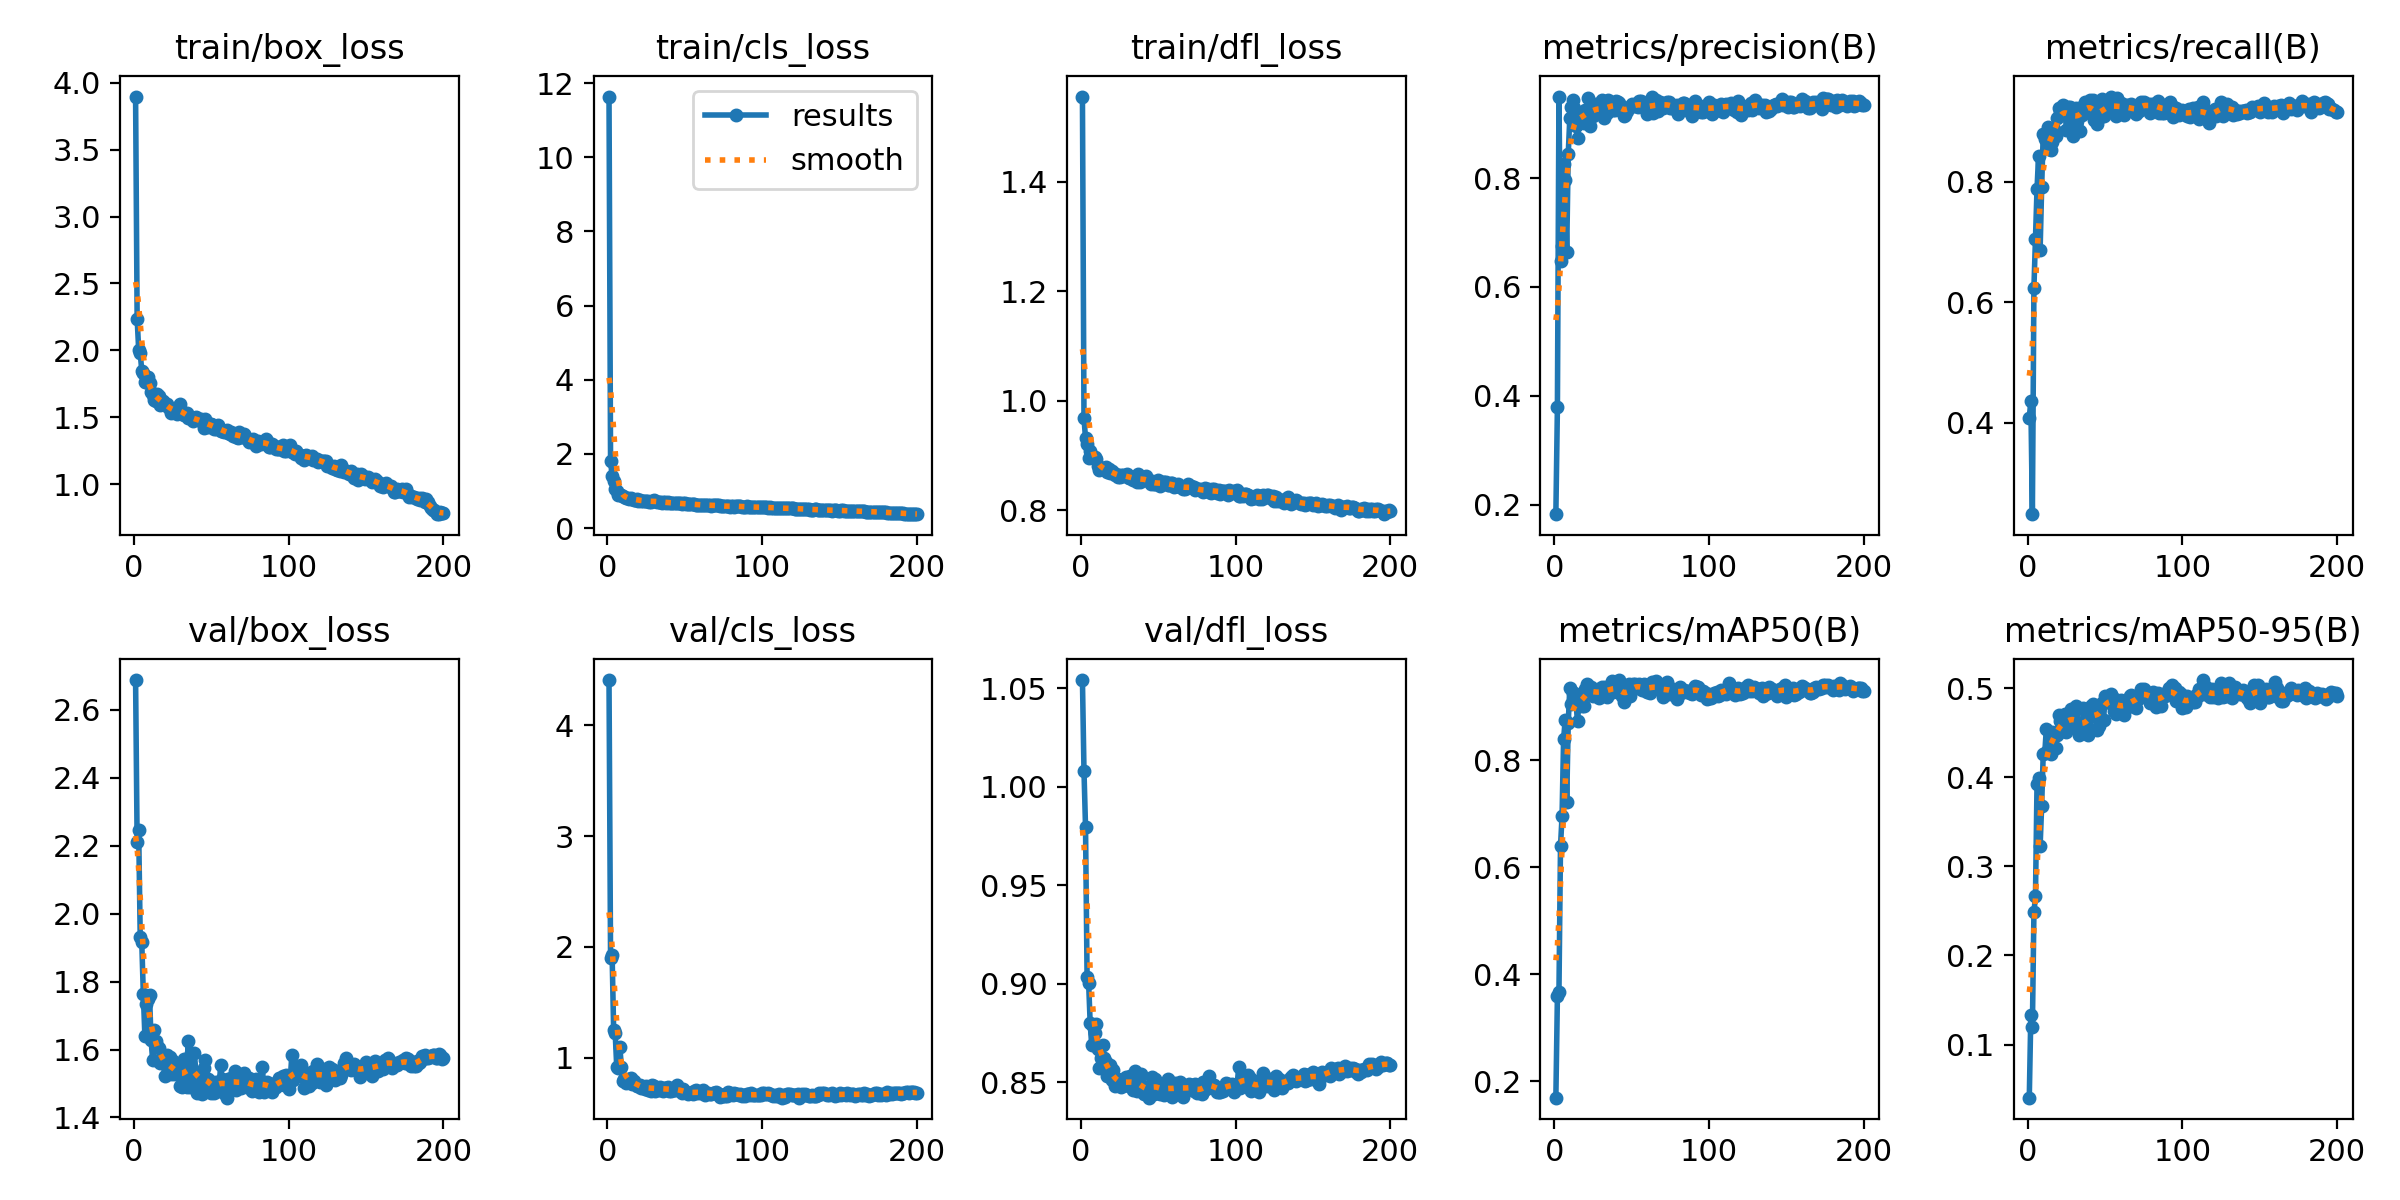 train/box_loss
4.0
3.5
3.0
2.5
2.0
1.5
1.0
0 100 200
train/cls_loss
12
10
8
6
4
2
0
results
smooth
0 100 200
train/dfl_loss
1.4
1.2
1.0
0.8
0 100 200
metrics/precision(B)
0.8
0.6
0.4
0.2
0 100 200
metrics/recall(B)
0.8
0.6
0.4
0 100 200
val/box_loss
2.6
2.4
2.2
2.0
1.8
1.6
1.4
0 100 200
val/cls_loss
4
3
2
1
0 100 200
val/dfl_loss
1.05
1.00
0.95
0.90
0.85
0 100 200
metrics/mAP50(B)
0.8
0.6
0.4
0.2
0 100 200
metrics/mAP50-95(B)
0.5
0.4
0.3
0.2
0.1
0 100 200